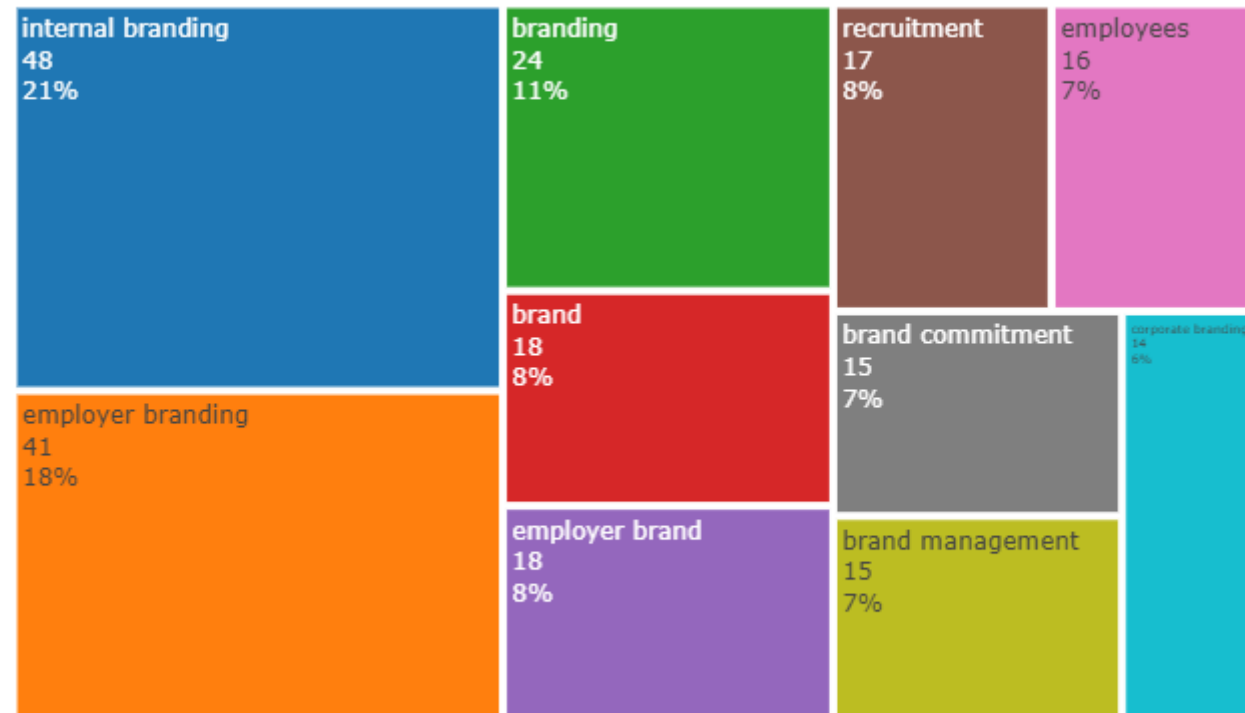 internal branding
48
21%
employer branding
41
18%
branding
24
11%
brand
18
8%
employer brand
18
8%
recruitment
17
8%
employees
16
7%
brand commitment
15
7%
brand management
15
7%
corporate branding
14
6%